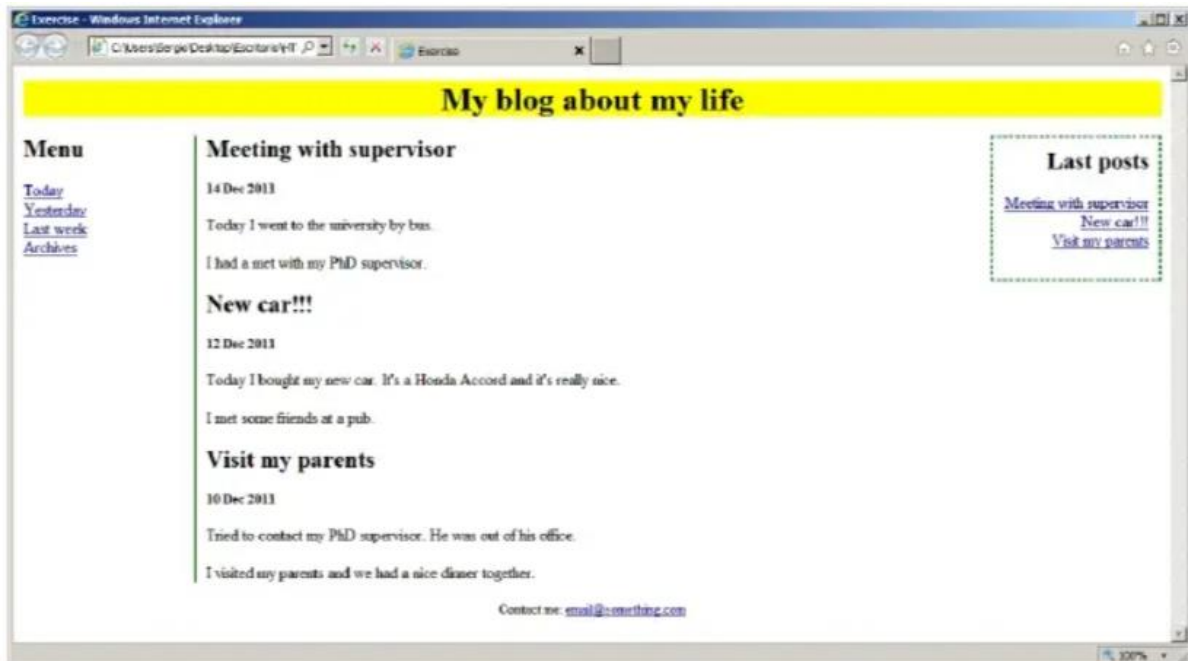 Exercise - Windows Internet Explorer
Exercise
My blog about my life
Menu
Today
Yesterday
Last week
Archives
Meeting with supervisor
14 Dec 2013
Today I went to the university by bus.
I had a met with my PhD supervisor.
New car!!!
12 Dec 2013
Today I bought my new car. It's a Honda Accord and it's really nice.
I met some friends at a pub.
Visit my parents
10 Dec 2013
Tried to contact my PhD supervisor. He was out of his office.
I visited my parents and we had a nice dinner together.
Last posts
Meeting with supervisor
New car!!!
Visit my parents
Contact me: email@something.com
100%